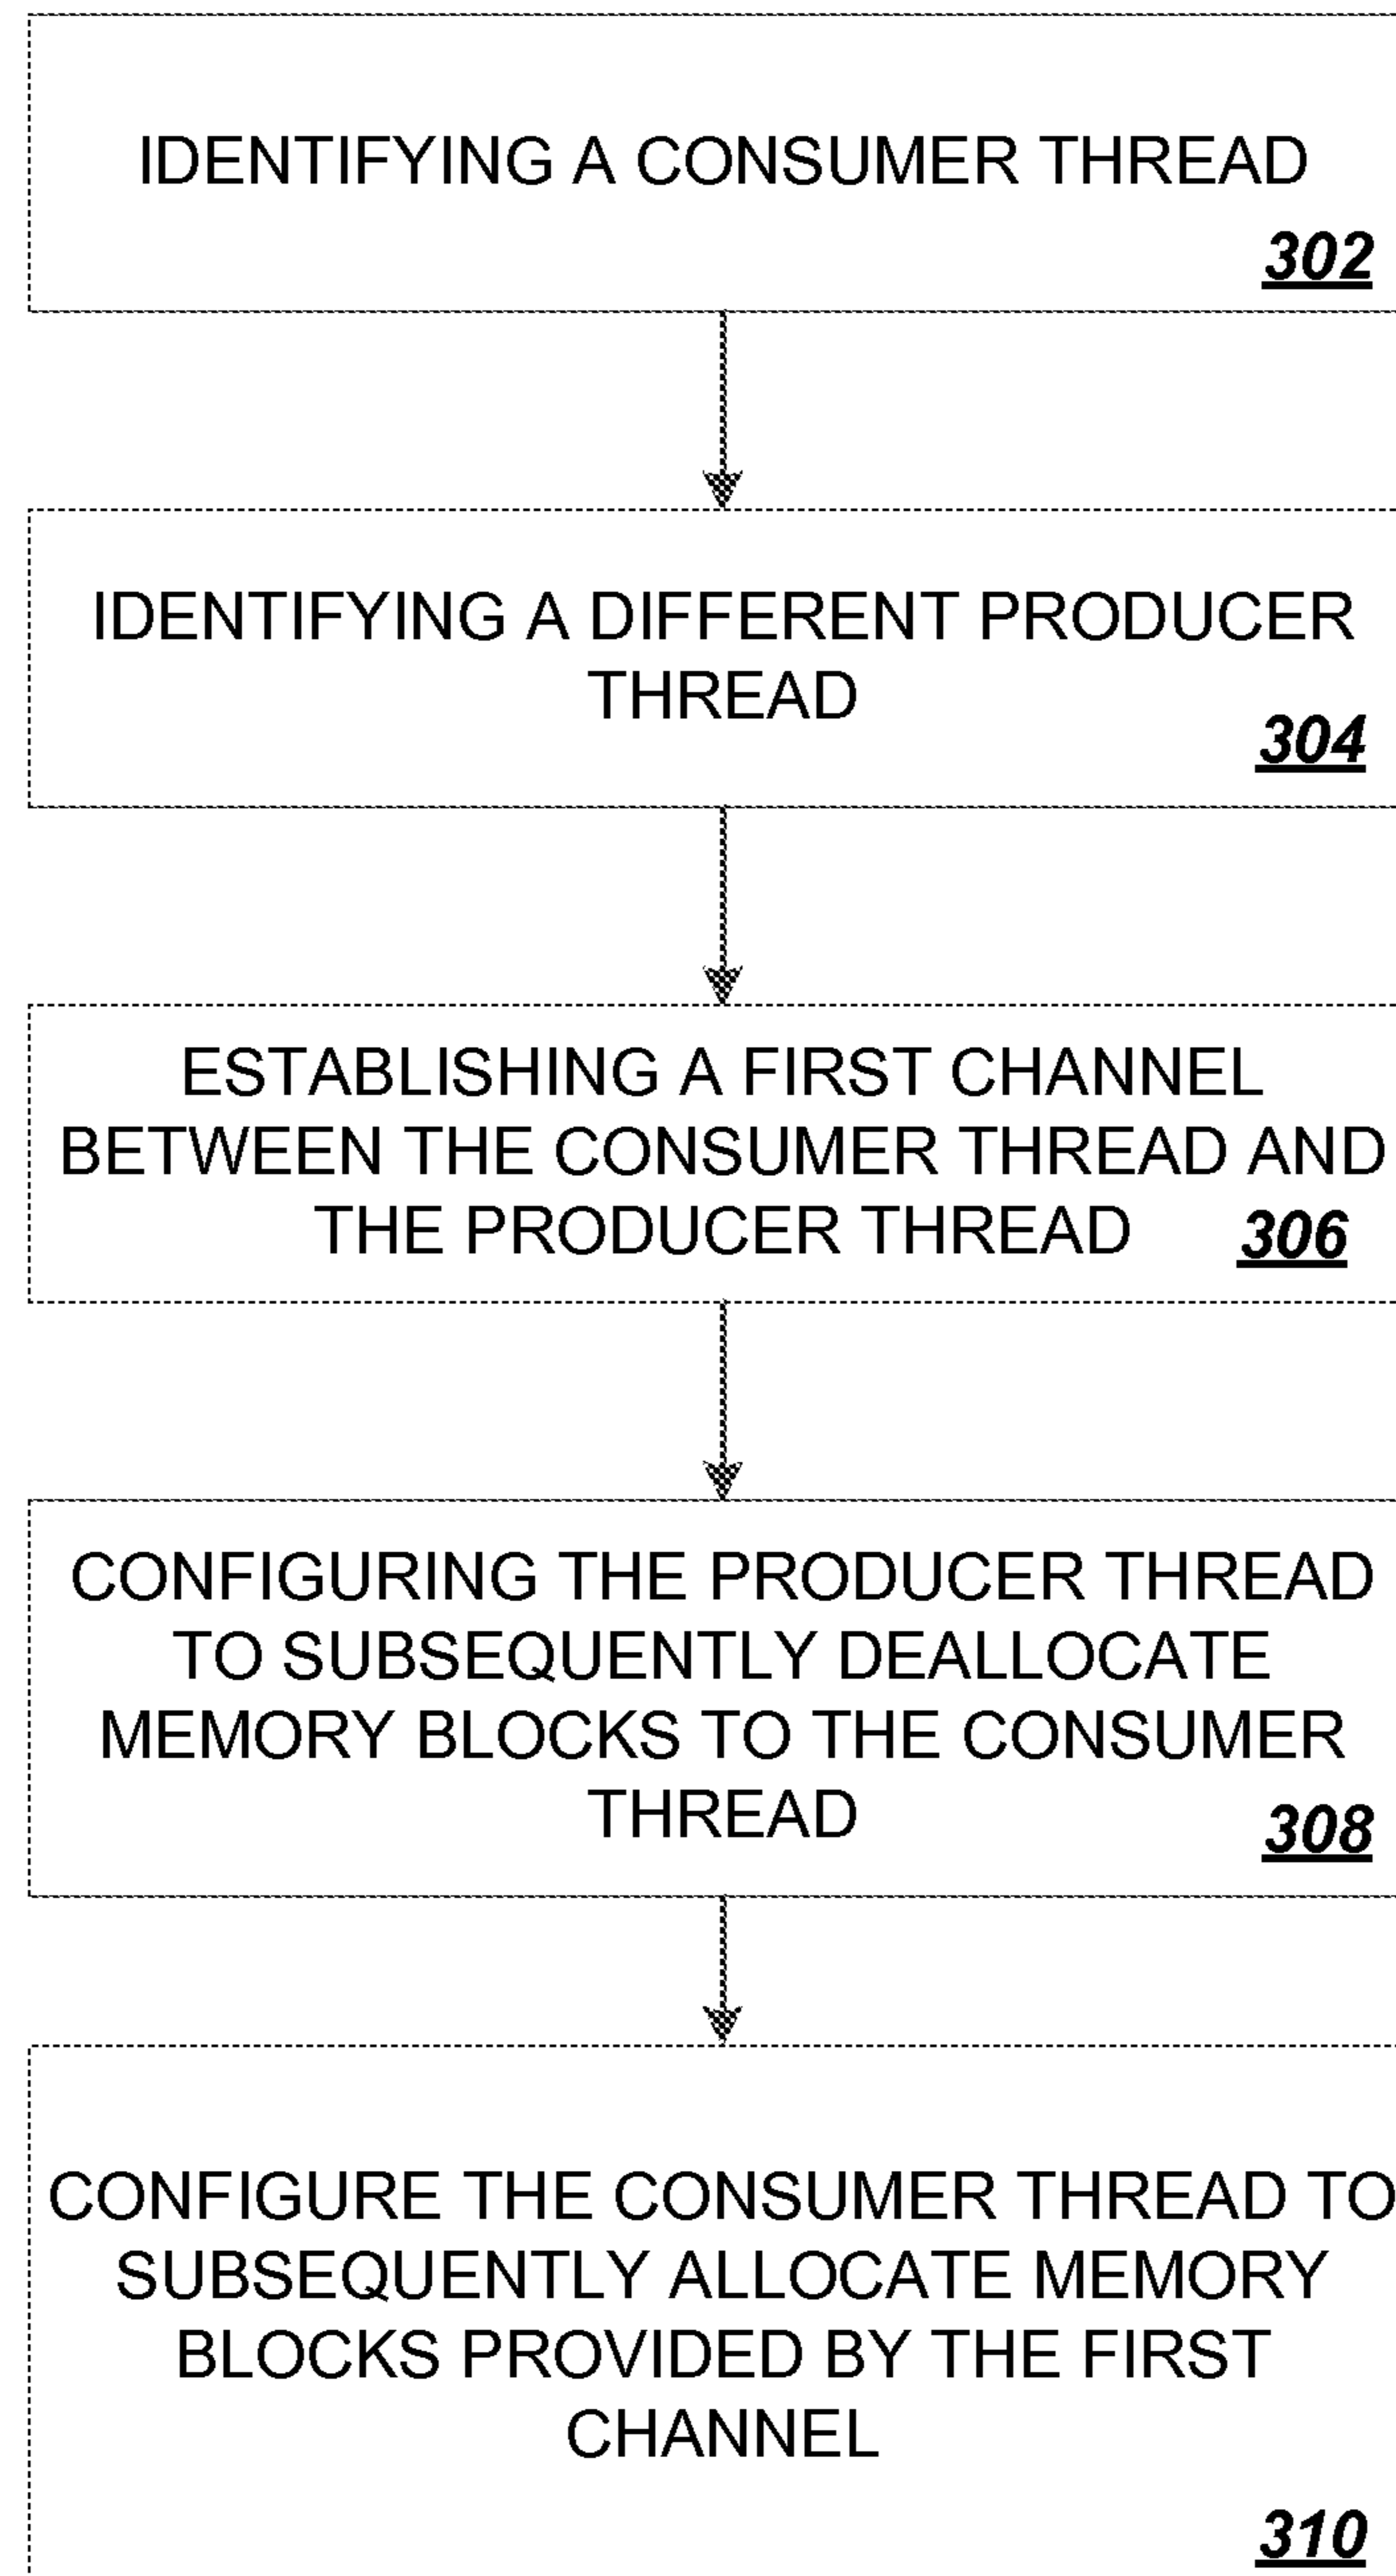 IDENTIFYING A CONSUMER THREAD
302
IDENTIFYING A DIFFERENT PRODUCER
THREAD
304
ESTABLISHING A FIRST CHANNEL
BETWEEN THE CONSUMER THREAD AND
THE PRODUCER THREAD 306
CONFIGURING THE PRODUCER THREAD
TO SUBSEQUENTLY DEALLOCATE
MEMORY BLOCKS TO THE CONSUMER
THREAD
308
CONFIGURE THE CONSUMER THREAD TO
SUBSEQUENTLY ALLOCATE MEMORY
BLOCKS PROVIDED BY THE FIRST
CHANNEL
310